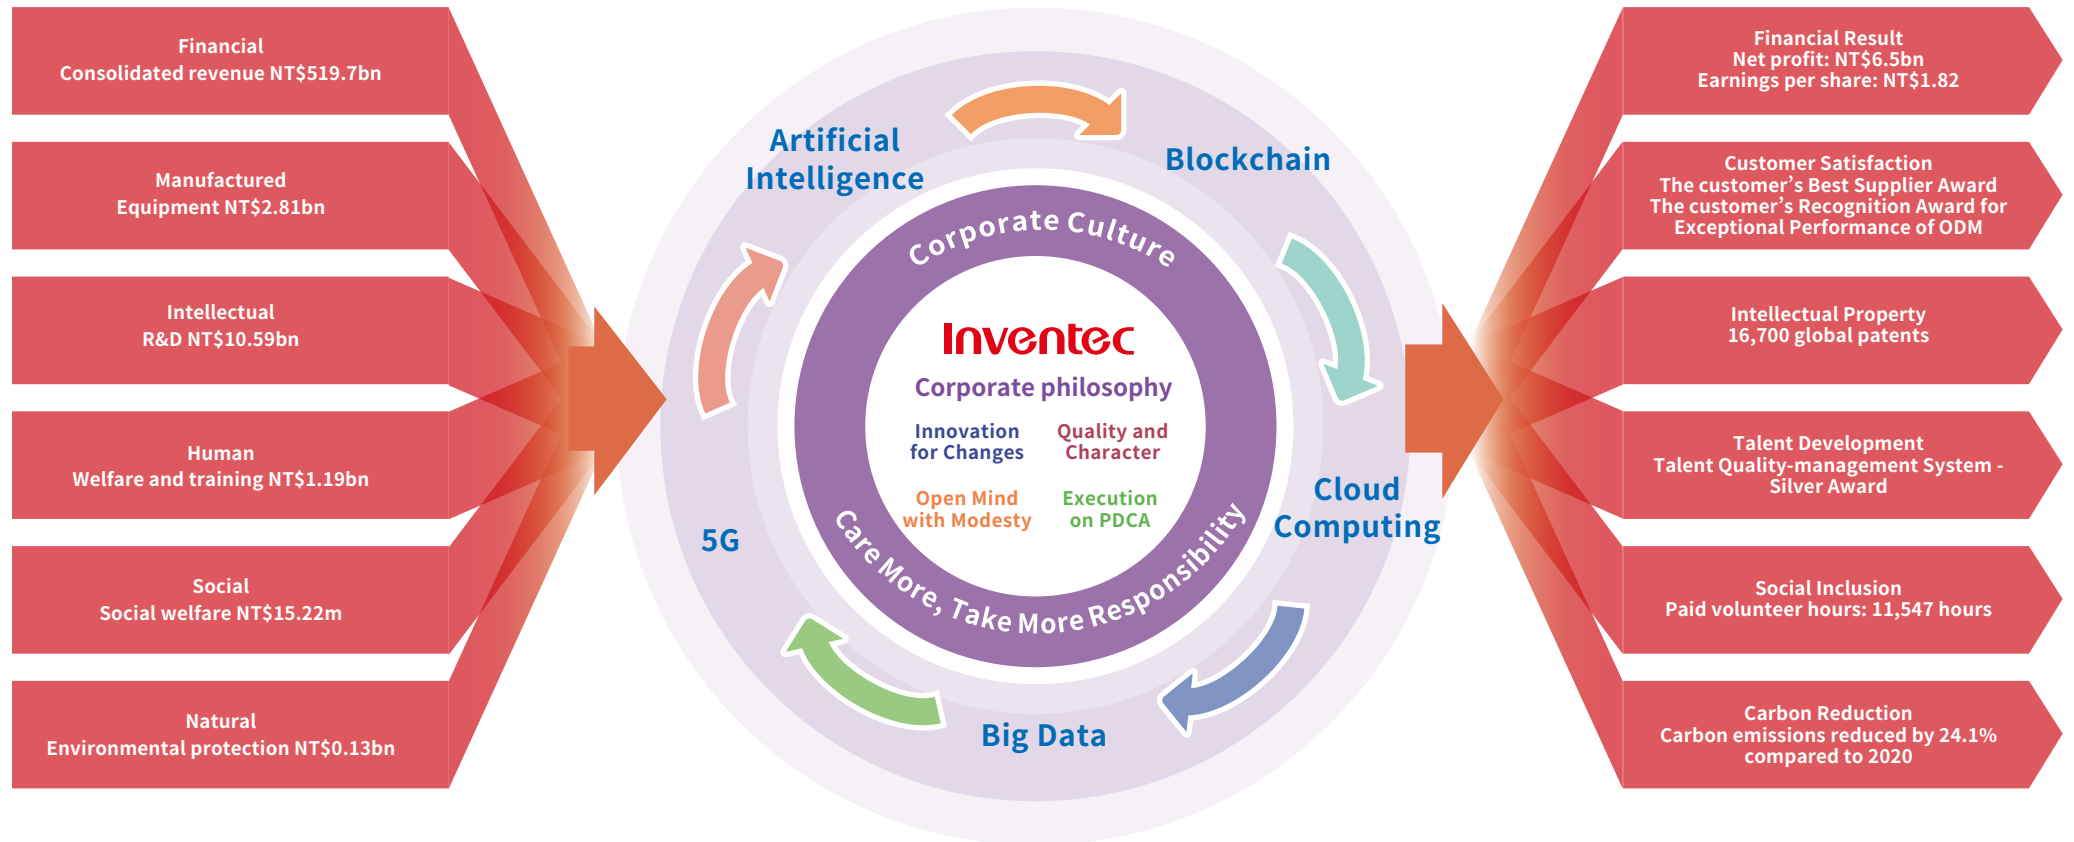 Financial
Consolidated revenue NT$519.7bn
Manufactured
Equipment NT$2.81bn
Intellectual
R&D NT$10.59bn
Human
Welfare and training NT$1.19bn
Social
Social welfare NT$15.22m
Natural
Environmental protection NT$0.13bn
Artificial
Intelligence
Blockchain
Cloud
Computing
Big Data
5G
Corporate Culture
Inventec
Corporate philosophy
Innovation
for Changes
Quality and
Character
Open Mind
with Modesty
Execution
on PDCA
Care More, Take More Responsibility
Financial Result
Net profit: NT$6.5bn
Earnings per share: NT$1.82
Customer Satisfaction
The customer’s Best Supplier Award
The customer’s Recognition Award for
Exceptional Performance of ODM
Intellectual Property
16,700 global patents
Talent Development
Talent Quality-management System -
Silver Award
Social Inclusion
Paid volunteer hours: 11,547 hours
Carbon Reduction
Carbon emissions reduced by 24.1%
compared to 2020